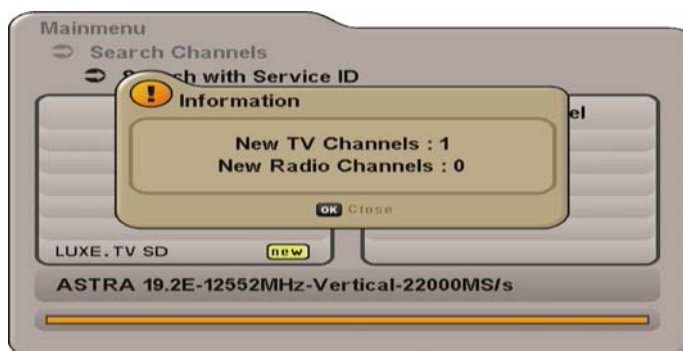 Mainmenu
Search Channels
Search with Service ID
Information
New TV Channels : 1
New Radio Channels : 0
OK Close
LUXE.TV SD new
ASTRA 19.2E-12552MHz-Vertical-22000MS/s